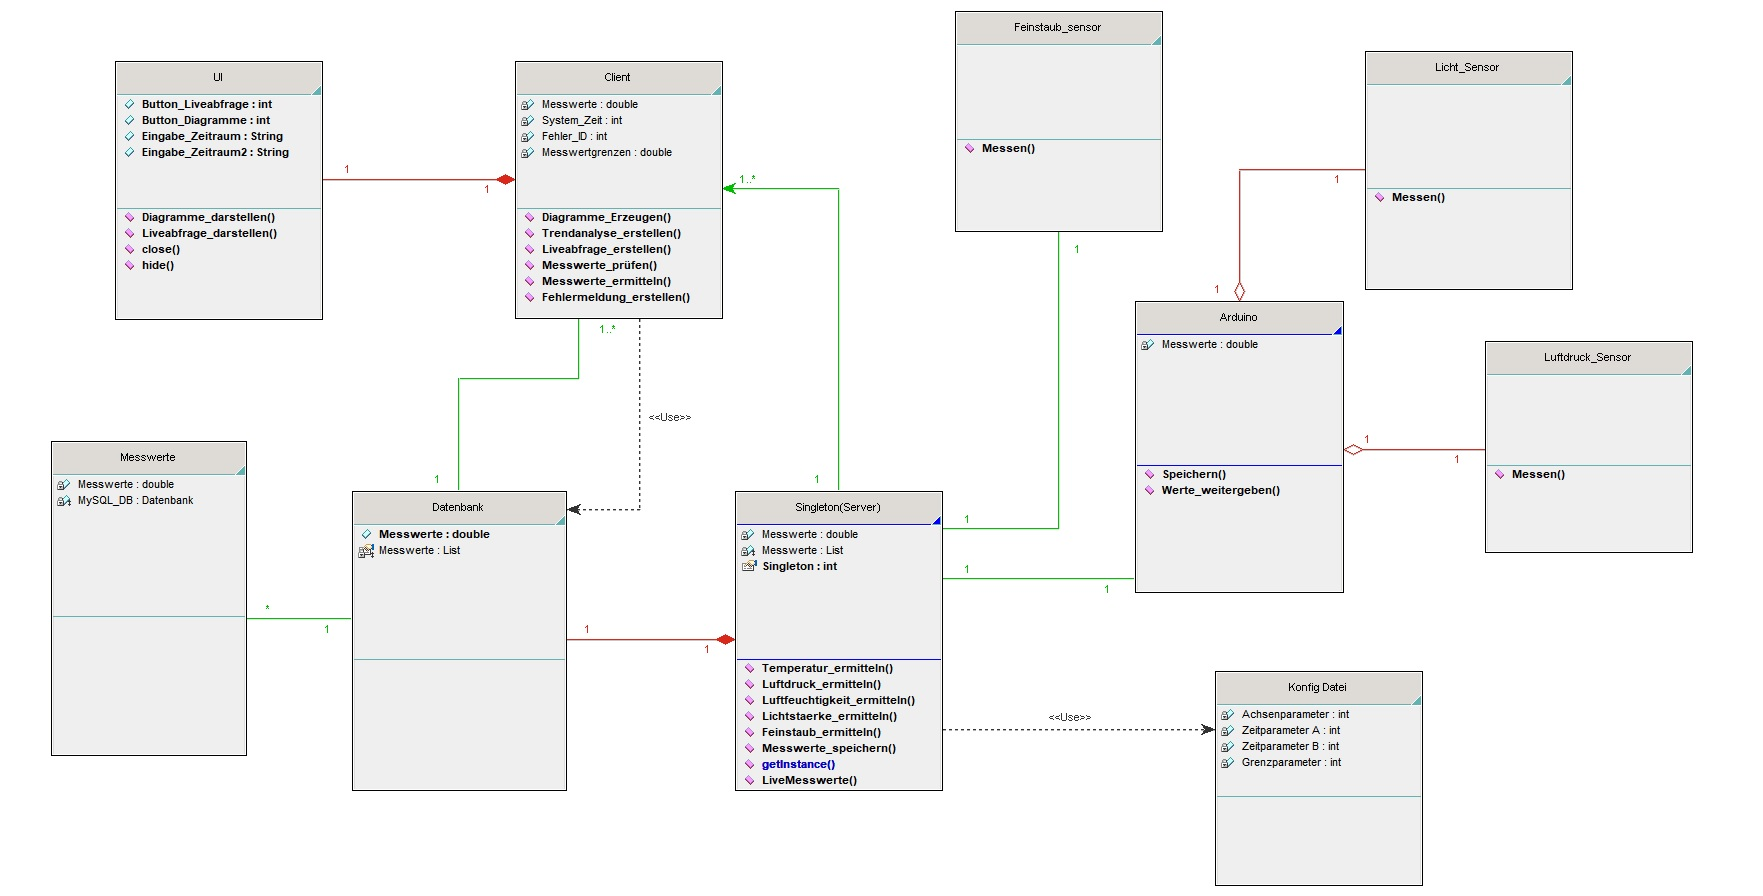 UI
Button_Liveabfrage : int
Button_Diagramme : int
Eingabe_Zeitraum : String
Eingabe_Zeitraum2 : String
Diagramme_darstellen()
Liveabfrage_darstellen()
close()
hide()
1
1
Client
Messwerte : double
System_Zeit : int
Fehler_ID : int
Messwertgrenzen : double
Diagramme_Erzeugen()
Trendanalyse_erstellen()
Liveabfrage_erstellen()
Messwerte_prüfen()
Messwerte_ermitteln()
Fehlermeldung_erstellen()
1..*
1..*
<<Use>>
1
1
Feinstaub_sensor
Messen()
1
1
Licht_Sensor
Messen()
1
1
Arduino
Messwerte : double
Speichern()
Werte_weitergeben()
1
1
Luftdruck_Sensor
Messen()
Messwerte
Messwerte : double
MySQL_DB : Datenbank
*
1
Datenbank
Messwerte : double
Messwerte : List
1
1
Singleton(Server)
Messwerte : double
Messwerte : List
Singleton : int
Temperatur_ermitteln()
Luftdruck_ermitteln()
Luftfeuchtigkeit_ermitteln()
Lichtstaerke_ermitteln()
Feinstaub_ermitteln()
Messwerte_speichern()
getInstance()
LiveMesswerte()
1
1
<<Use>>
Konfig Datei
Achsenparameter : int
Zeitparameter A : int
Zeitparameter B : int
Grenzparameter : int